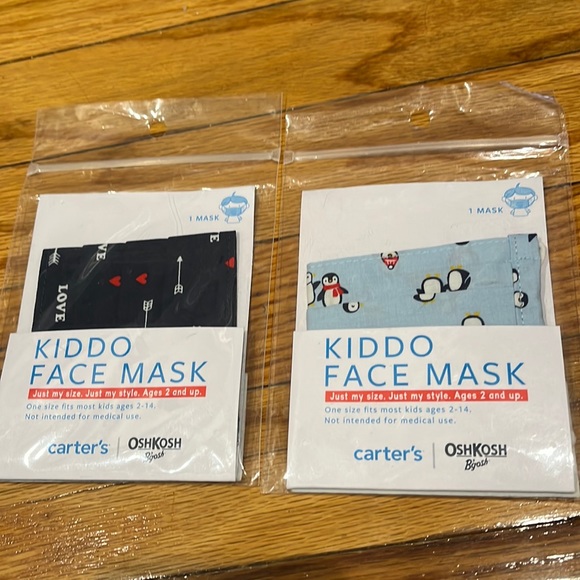 1 MASK
VE
E
LOVE
KIDDO
FACE MASK
Just my size. Just my style. Ages 2 and up.
One size fits most kids ages 2-14.
Not intended for medical use.
carter's | OSHKOSH
B'gosh
1 MASK
KIDDO
FACE MASK
Just my size. Just my style. Ages 2 and up.
One size fits most kids ages 2-14.
Not intended for medical use.
carter's | OSHKOSH
B'gosh